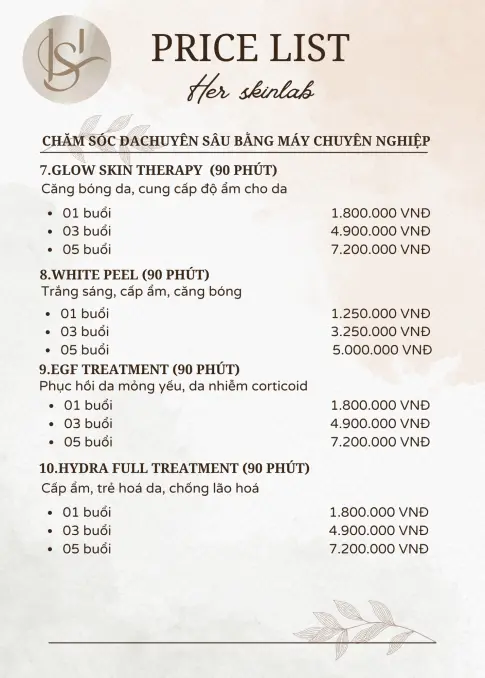 PRICE LIST
Her skinlab
CHĂM SÓC DACHUYÊN SÂU BẰNG MÁY CHUYÊN NGHIỆP
7.GLOW SKIN THERAPY (90 PHÚT)
Căng bóng da, cung cấp độ ẩm cho da
• 01 buổi 1.800.000 VNĐ
• 03 buổi 4.900.000 VNĐ
• 05 buổi 7.200.000 VNĐ
8.WHITE PEEL (90 PHÚT)
Trắng sáng, cấp ẩm, căng bóng
• 01 buổi 1.250.000 VNĐ
• 03 buổi 3.250.000 VNĐ
• 05 buổi 5.000.000 VNĐ
9.EGF TREATMENT (90 PHÚT)
Phục hồi da mỏng yếu, da nhiễm corticoid
• 01 buổi 1.800.000 VNĐ
• 03 buổi 4.900.000 VNĐ
• 05 buổi 7.200.000 VNĐ
10.HYDRA FULL TREATMENT (90 PHÚT)
Cấp ẩm, trẻ hoá da, chống lão hoá
• 01 buổi 1.800.000 VNĐ
• 03 buổi 4.900.000 VNĐ
• 05 buổi 7.200.000 VNĐ